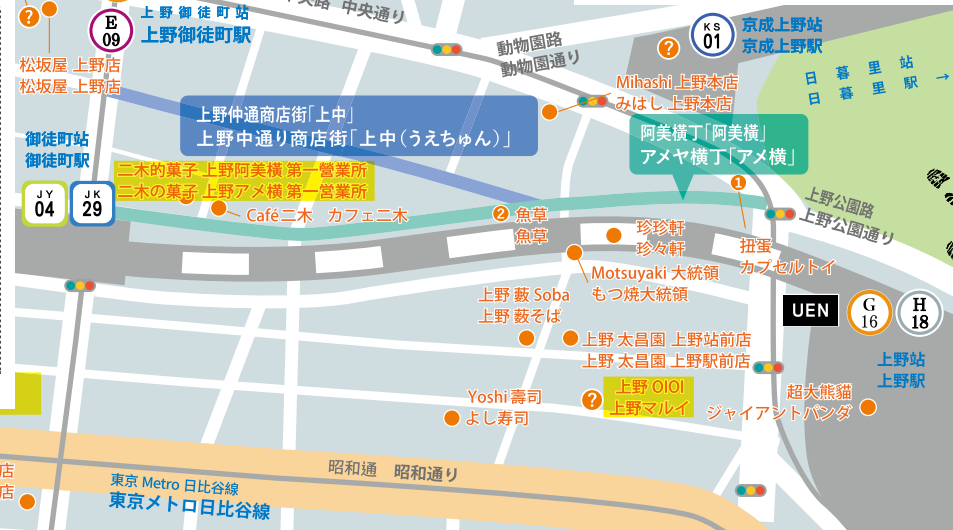 中央路 中央通り
?
E
09
上野御徒町站
上野御徒町駅
松坂屋 上野店
松坂屋 上野店
動物園路
動物園通り
?
KS
01
京成上野站
京成上野駅
日暮里站
日暮里駅 →
Mihashi 上野本店
みはし 上野本店
上野仲通商店街「上中」
上野中通り商店街「上中(うえちゅん)」
阿美橫丁「阿美橫」
アメヤ横丁「アメ横」
御徒町站
御徒町駅
JY
04
JK
29
二木的菓子 上野阿美橫 第一營業所
二木の菓子 上野アメ横 第一営業所
Café 二木 カフェ二木
2 魚草
魚草
1
扭蛋
カプセルトイ
上野公園路
上野公園通り
珍珍軒
珍々軒
Motsuyaki 大統領
もつ焼大統領
上野 藪 Soba
上野 藪そば
UEN
G
16
H
18
上野站
上野駅
上野 太昌園 上野站前店
上野 太昌園 上野駅前店
?
上野 OIOI
上野マルイ
超大熊貓
ジャイアントパンダ
Yoshi 壽司
よし寿司
昭和通 昭和通り
店
店
東京 Metro 日比谷線
東京メトロ日比谷線